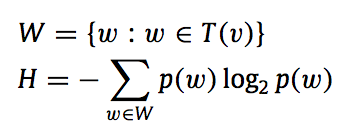 W = {w : w ∈ T(v)}
H = − ∑_{w∈W} p(w) log₂ p(w)